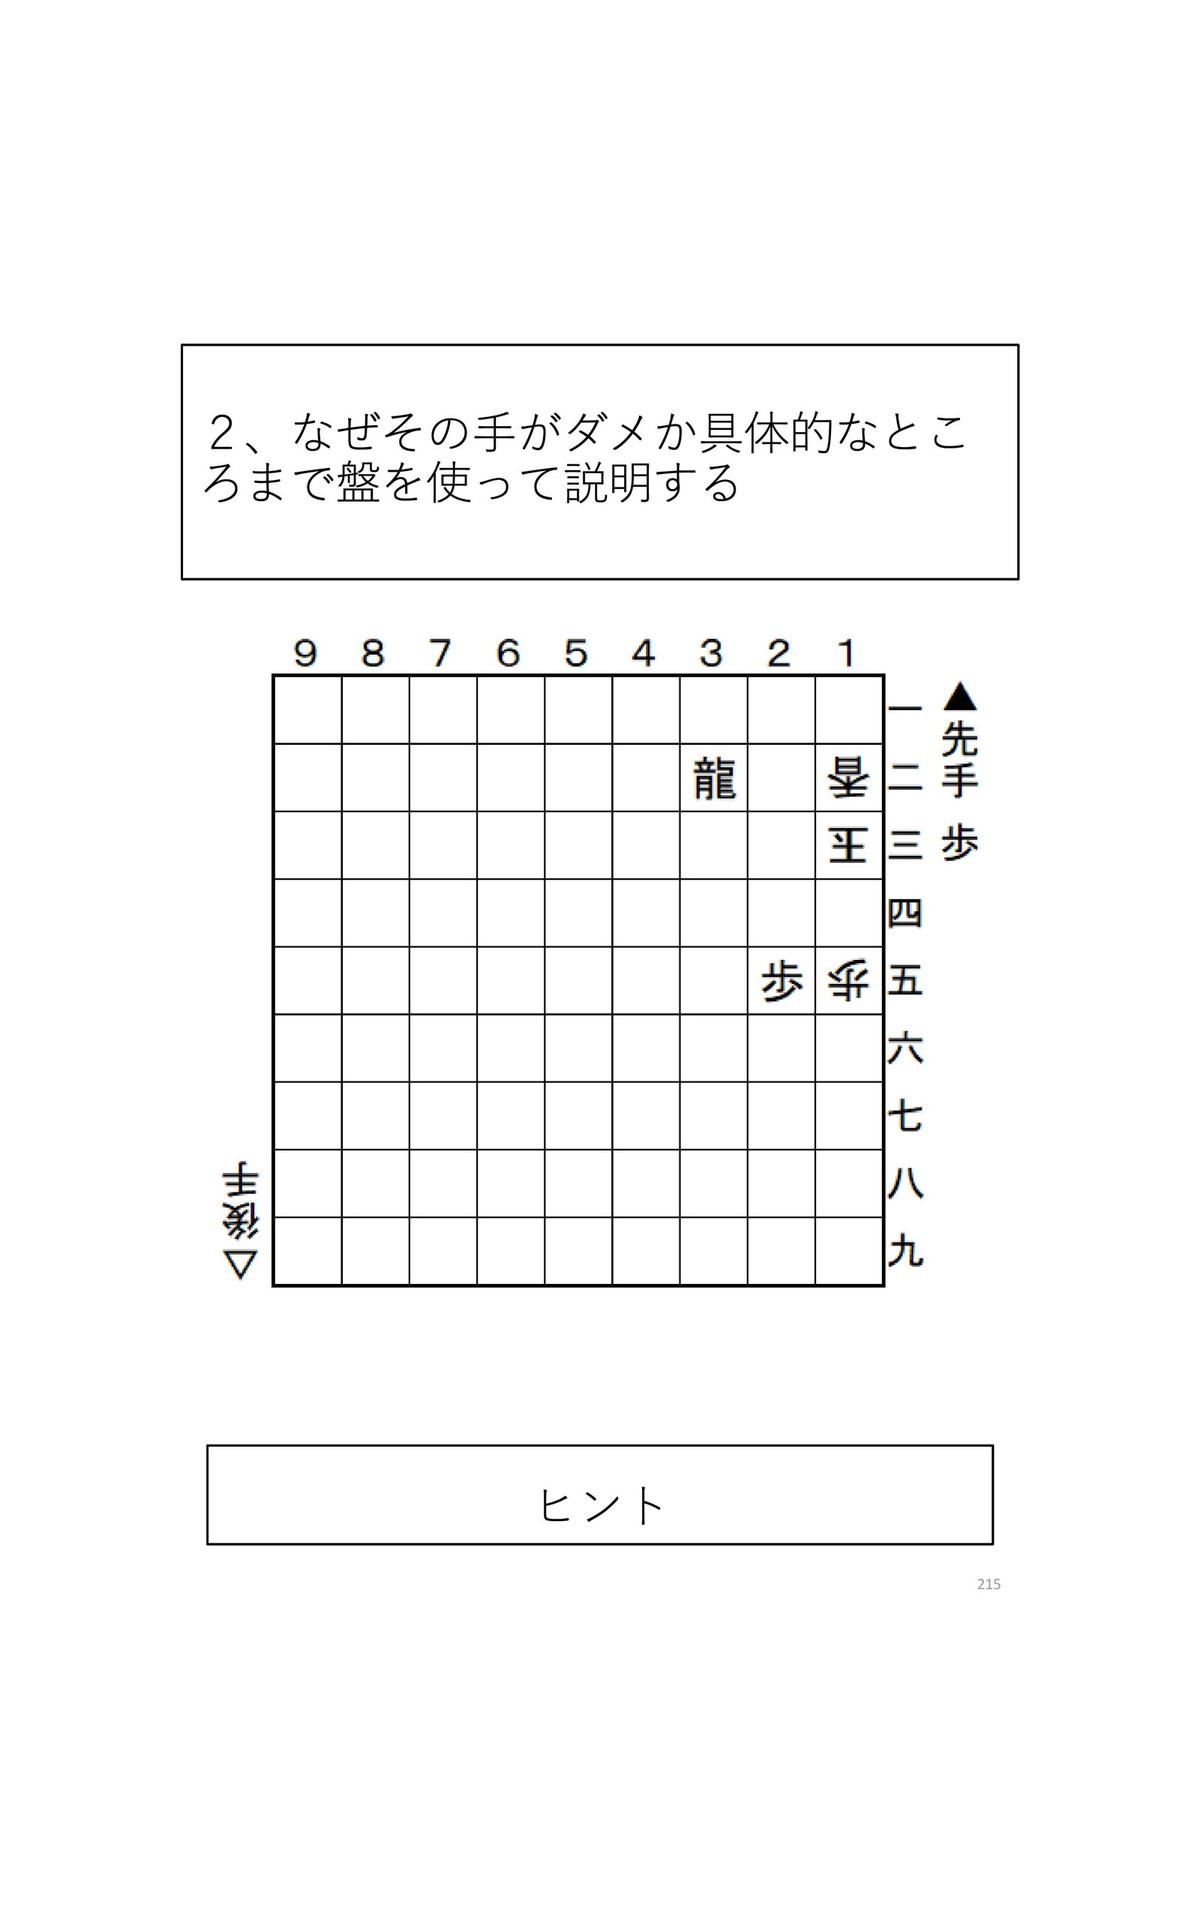 ２、なぜその手がダメか具体的なとこ
ろまで盤を使って説明する
9 8 7 6 5 4 3 2 1
一
龍 香 二
王 三
四
歩 歩 五
六
七
八
九
▲先手 歩
△後手
ヒント
215